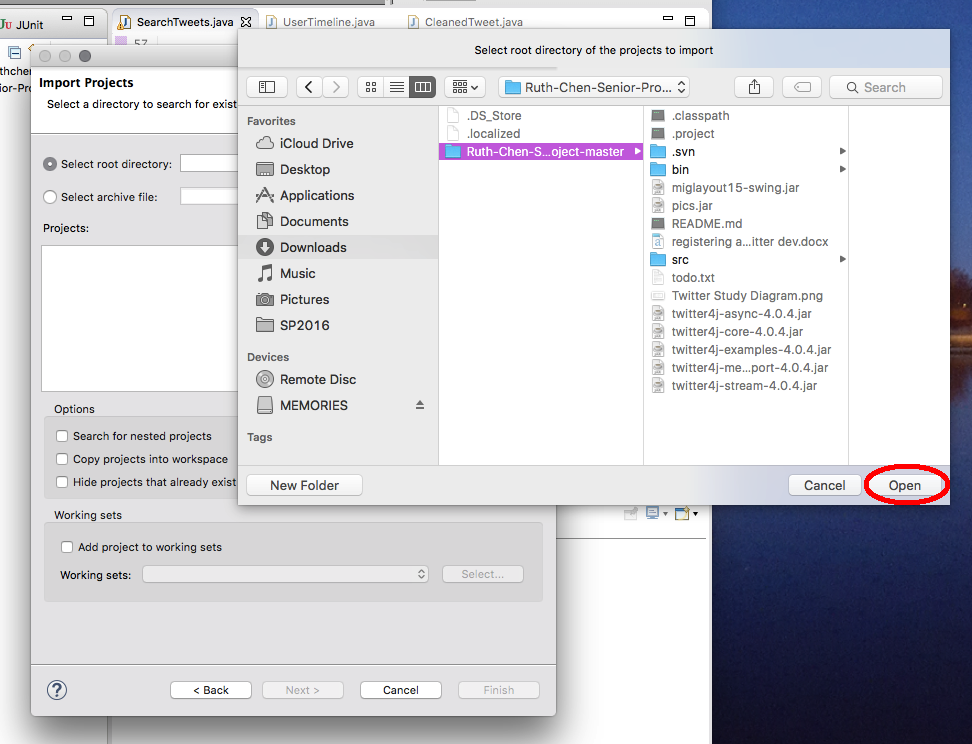 JUnit
SearchTweets.java
UserTimeline.java
CleanedTweet.java
57
Select root directory of the projects to import
Ruth-Chen-Senior-Pro...
Search
Import Projects
Select a directory to search for exist
Select root directory:
Select archive file:
Projects:
Favorites
iCloud Drive
Desktop
Applications
Documents
Downloads
Music
Pictures
SP2016
Devices
Remote Disc
MEMORIES
Tags
.DS_Store
.localized
Ruth-Chen-S...oject-master
.classpath
.project
.svn
bin
miglayout15-swing.jar
pics.jar
README.md
registering a...itter dev.docx
src
todo.txt
Twitter Study Diagram.png
twitter4j-async-4.0.4.jar
twitter4j-core-4.0.4.jar
twitter4j-examples-4.0.4.jar
twitter4j-me...port-4.0.4.jar
twitter4j-stream-4.0.4.jar
New Folder
Cancel
Open
Options
Search for nested projects
Copy projects into workspace
Hide projects that already exist
Working sets
Add project to working sets
Working sets:
Select...
?
< Back
Next >
Cancel
Finish